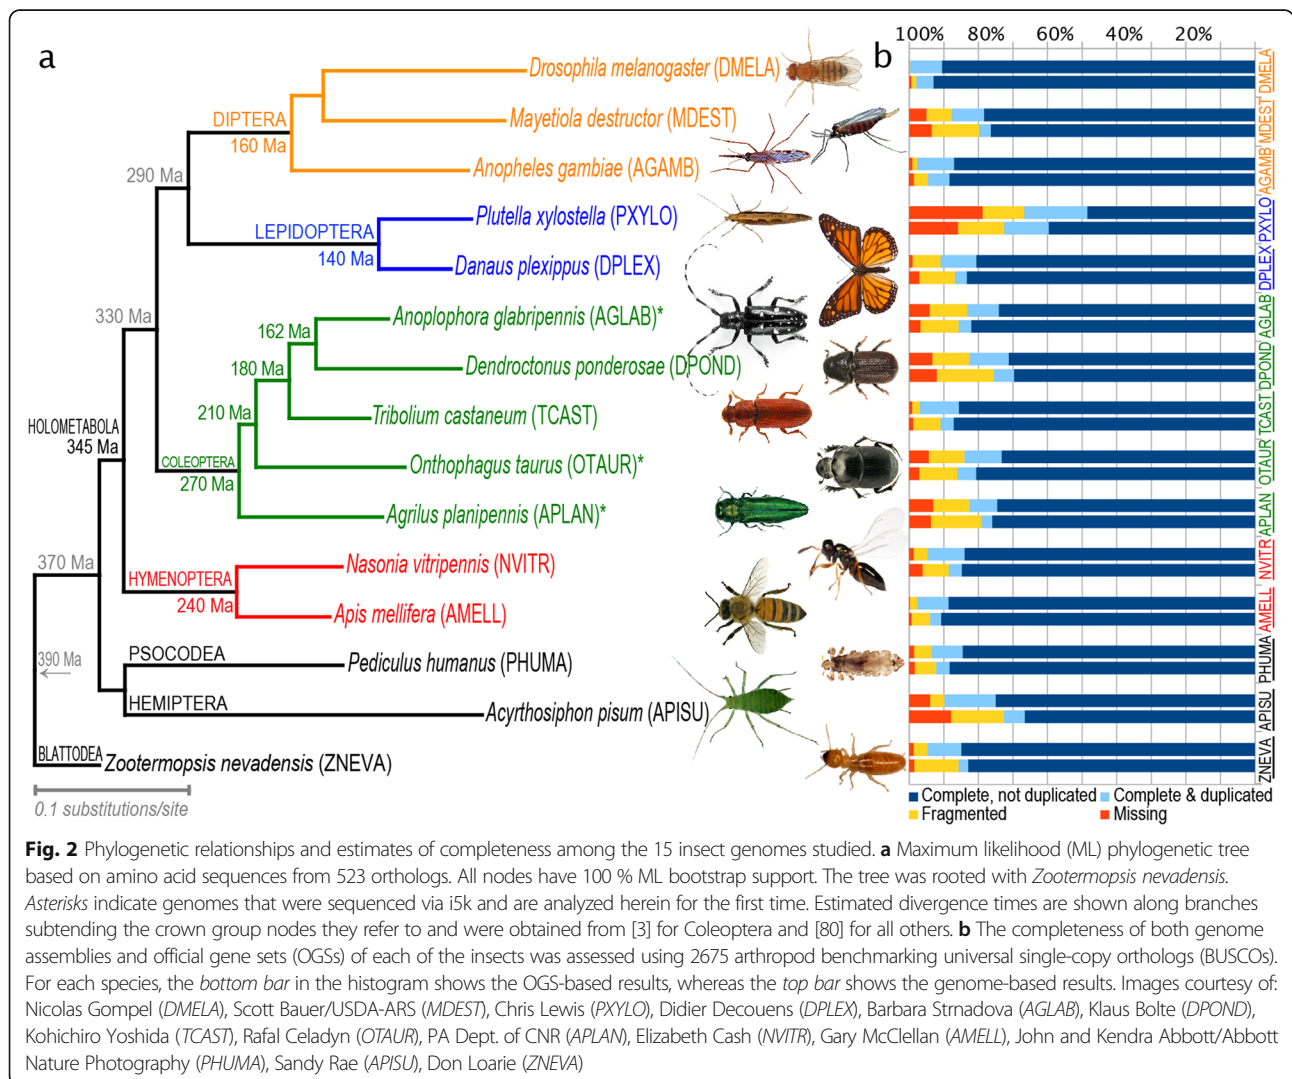 a
b
100% 80% 60% 40% 20%
Drosophila melanogaster (DMELA)
DIPTERA
160 Ma
Mayetiola destructor (MDEST)
Anopheles gambiae (AGAMB)
290 Ma
Plutella xylostella (PXYLO)
LEPIDOPTERA
140 Ma
Danaus plexippus (DPLEX)
330 Ma
Anoplophora glabripennis (AGLAB)*
162 Ma
Dendroctonus ponderosae (DPOND)
180 Ma
Tribolium castaneum (TCAST)
210 Ma
HOLOMETABOLA
345 Ma
COLEOPTERA
270 Ma
Onthophagus taurus (OTAUR)*
Agrilus planipennis (APLAN)*
370 Ma
HYMENOPTERA
240 Ma
Nasonia vitripennis (NVITR)
Apis mellifera (AMELL)
390 Ma
PSOCODEA
Pediculus humanus (PHUMA)
HEMIPTERA
Acyrthosiphon pisum (APISU)
BLATTODEA
Zootermopsis nevadensis (ZNEVA)
0.1 substitutions/site
DMELA
MDEST
AGAMB
PXYLO
DPLEX
AGLAB
DPOND
TCAST
OTAUR
APLAN
NVITR
AMELL
PHUMA
APISU
ZNEVA
Complete, not duplicated Complete & duplicated
Fragmented Missing
Fig. 2 Phylogenetic relationships and estimates of completeness among the 15 insect genomes studied. a Maximum likelihood (ML) phylogenetic tree
based on amino acid sequences from 523 orthologs. All nodes have 100 % ML bootstrap support. The tree was rooted with Zootermopsis nevadensis.
Asterisks indicate genomes that were sequenced via i5k and are analyzed herein for the first time. Estimated divergence times are shown along branches
subtending the crown group nodes they refer to and were obtained from [3] for Coleoptera and [80] for all others. b The completeness of both genome
assemblies and official gene sets (OGSs) of each of the insects was assessed using 2675 arthropod benchmarking universal single-copy orthologs (BUSCOs).
For each species, the bottom bar in the histogram shows the OGS-based results, whereas the top bar shows the genome-based results. Images courtesy of:
Nicolas Gompel (DMELA), Scott Bauer/USDA-ARS (MDEST), Chris Lewis (PXYLO), Didier Decouens (DPLEX), Barbara Strnadova (AGLAB), Klaus Bolte (DPOND),
Kohichiro Yoshida (TCAST), Rafal Celadyn (OTAUR), PA Dept. of CNR (APLAN), Elizabeth Cash (NVITR), Gary McClellan (AMELL), John and Kendra Abbott/Abbott
Nature Photography (PHUMA), Sandy Rae (APISU), Don Loarie (ZNEVA)